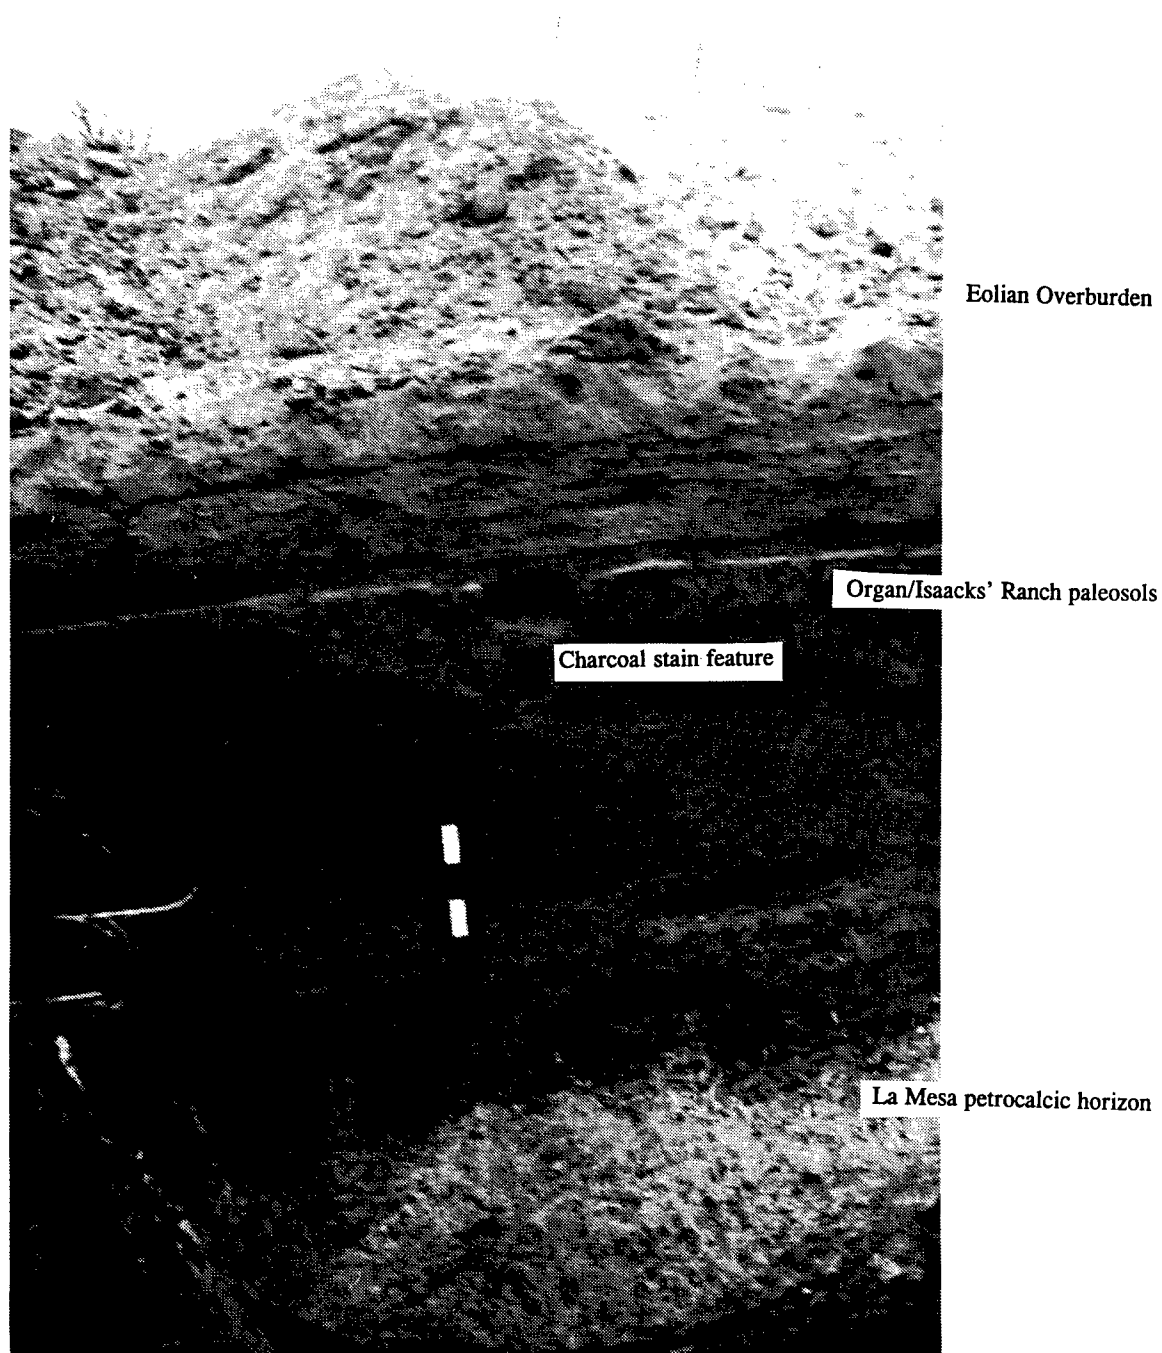 Eolian Overburden
Organ/Isaacks' Ranch paleosols
Charcoal stain feature
La Mesa petrocalcic horizon